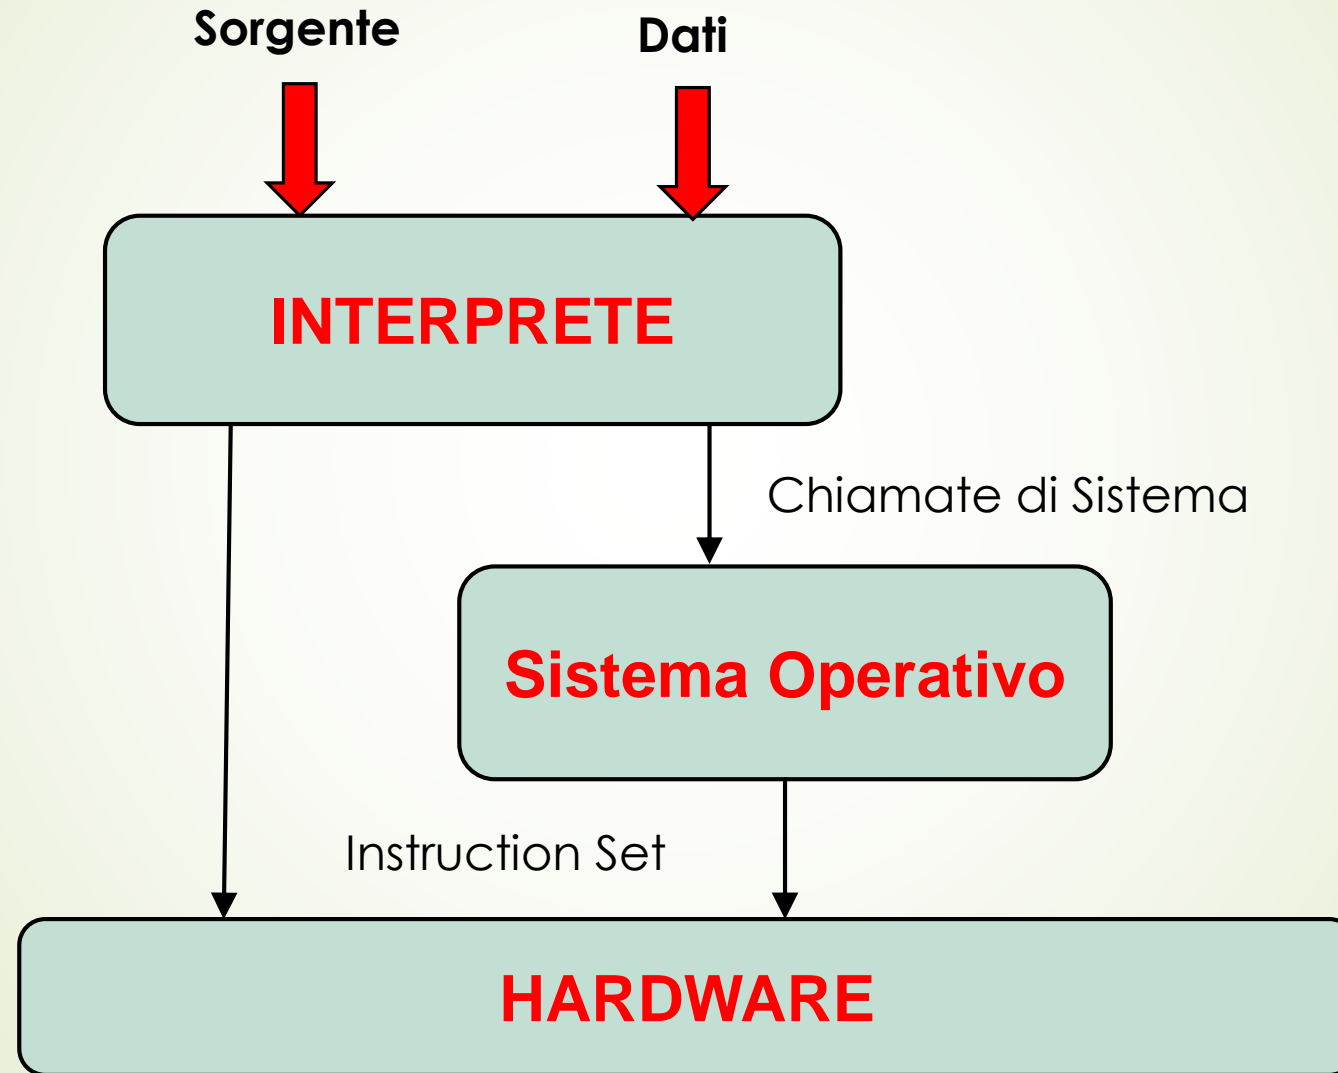 Sorgente
Dati
INTERPRETE
Chiamate di Sistema
Sistema Operativo
Instruction Set
HARDWARE